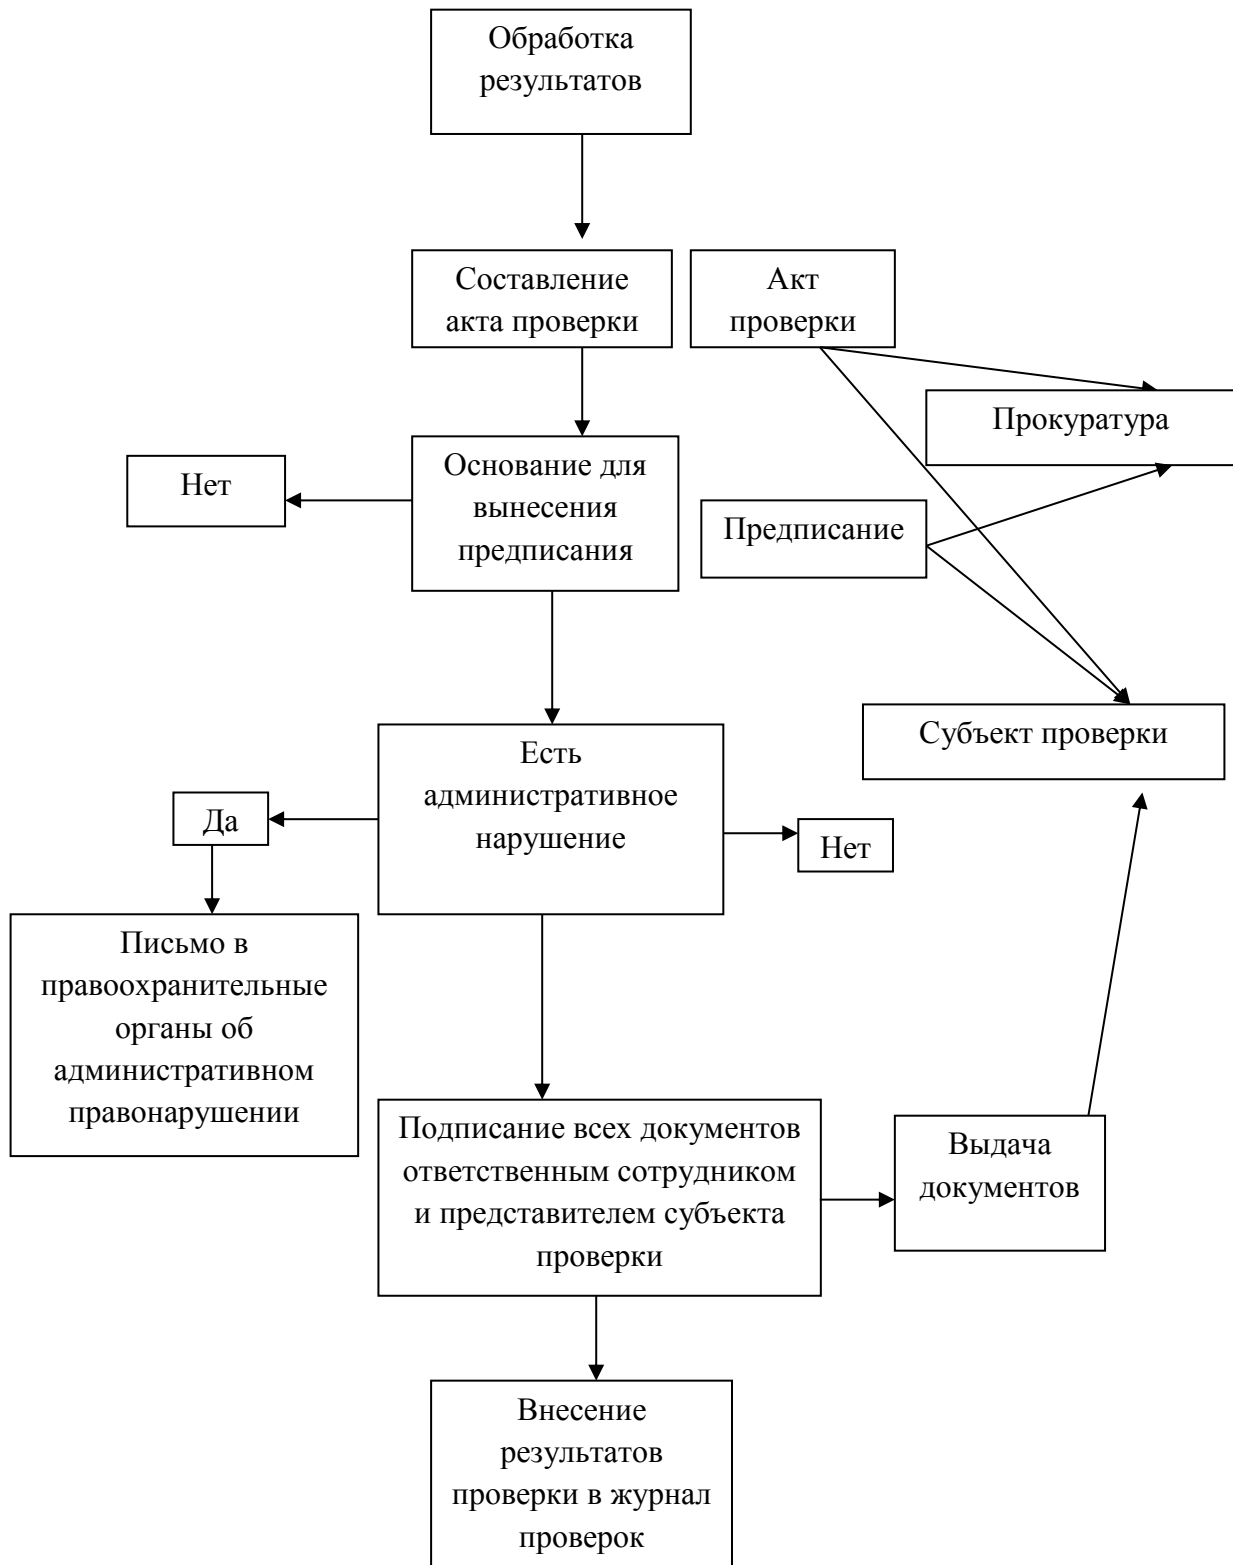 Обработка
результатов
Составление
акта проверки
Акт
проверки
Прокуратура
Основание для
вынесения
предписания
Нет
Предписание
Субъект проверки
Есть
административное
нарушение
Да
Нет
Письмо в
правоохранительные
органы об
административном
правонарушении
Подписание всех документов
ответственным сотрудником
и представителем субъекта
проверки
Выдача
документов
Внесение
результатов
проверки в журнал
проверок